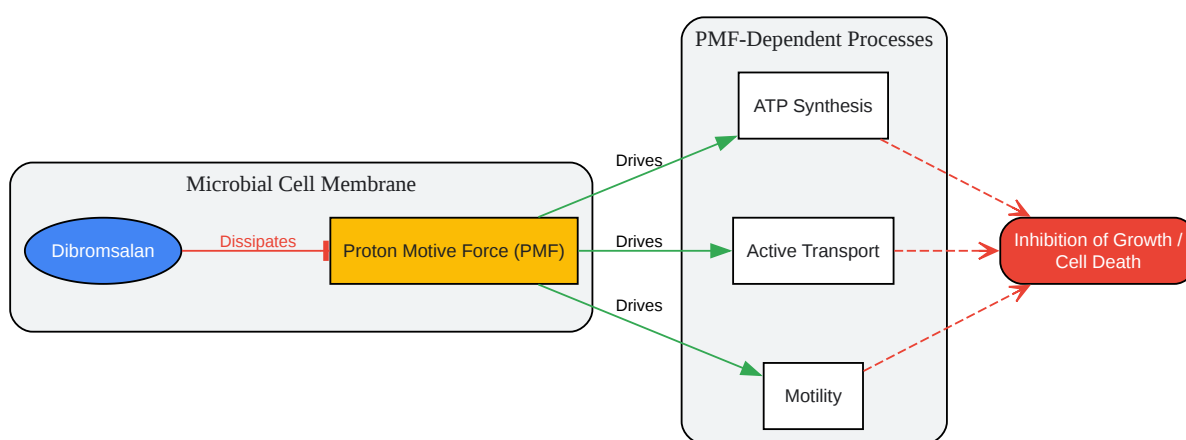 PMF-Dependent Processes
ATP Synthesis
Drives
Microbial Cell Membrane
Dibromsalan
Dissipates
Proton Motive Force (PMF)
Drives
Active Transport
Inhibition of Growth /
Cell Death
Drives
Motility